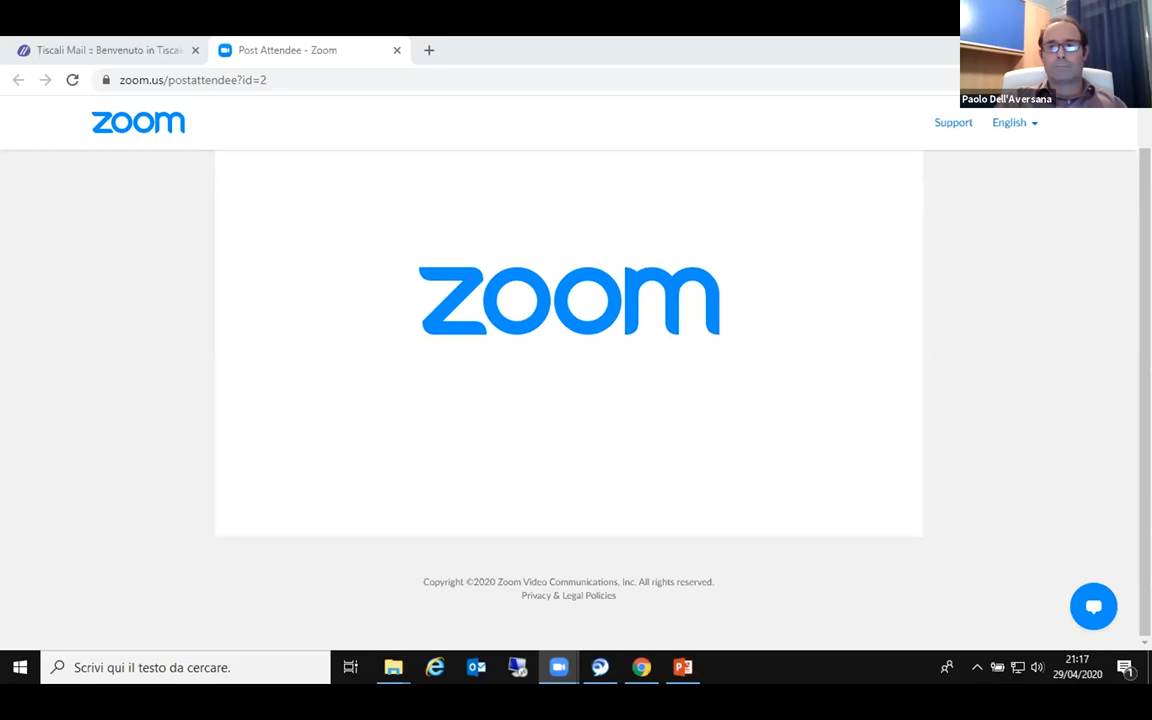 Tiscali Mail :: Benvenuto in Tisca
Post Attendee - Zoom
zoom.us/postattendee?id=2
Paolo Dell'Aversana
zoom
Support
English
zoom
Copyright ©2020 Zoom Video Communications, Inc. All rights reserved.
Privacy & Legal Policies
Scrivi qui il testo da cercare.
21:17
29/04/2020
1